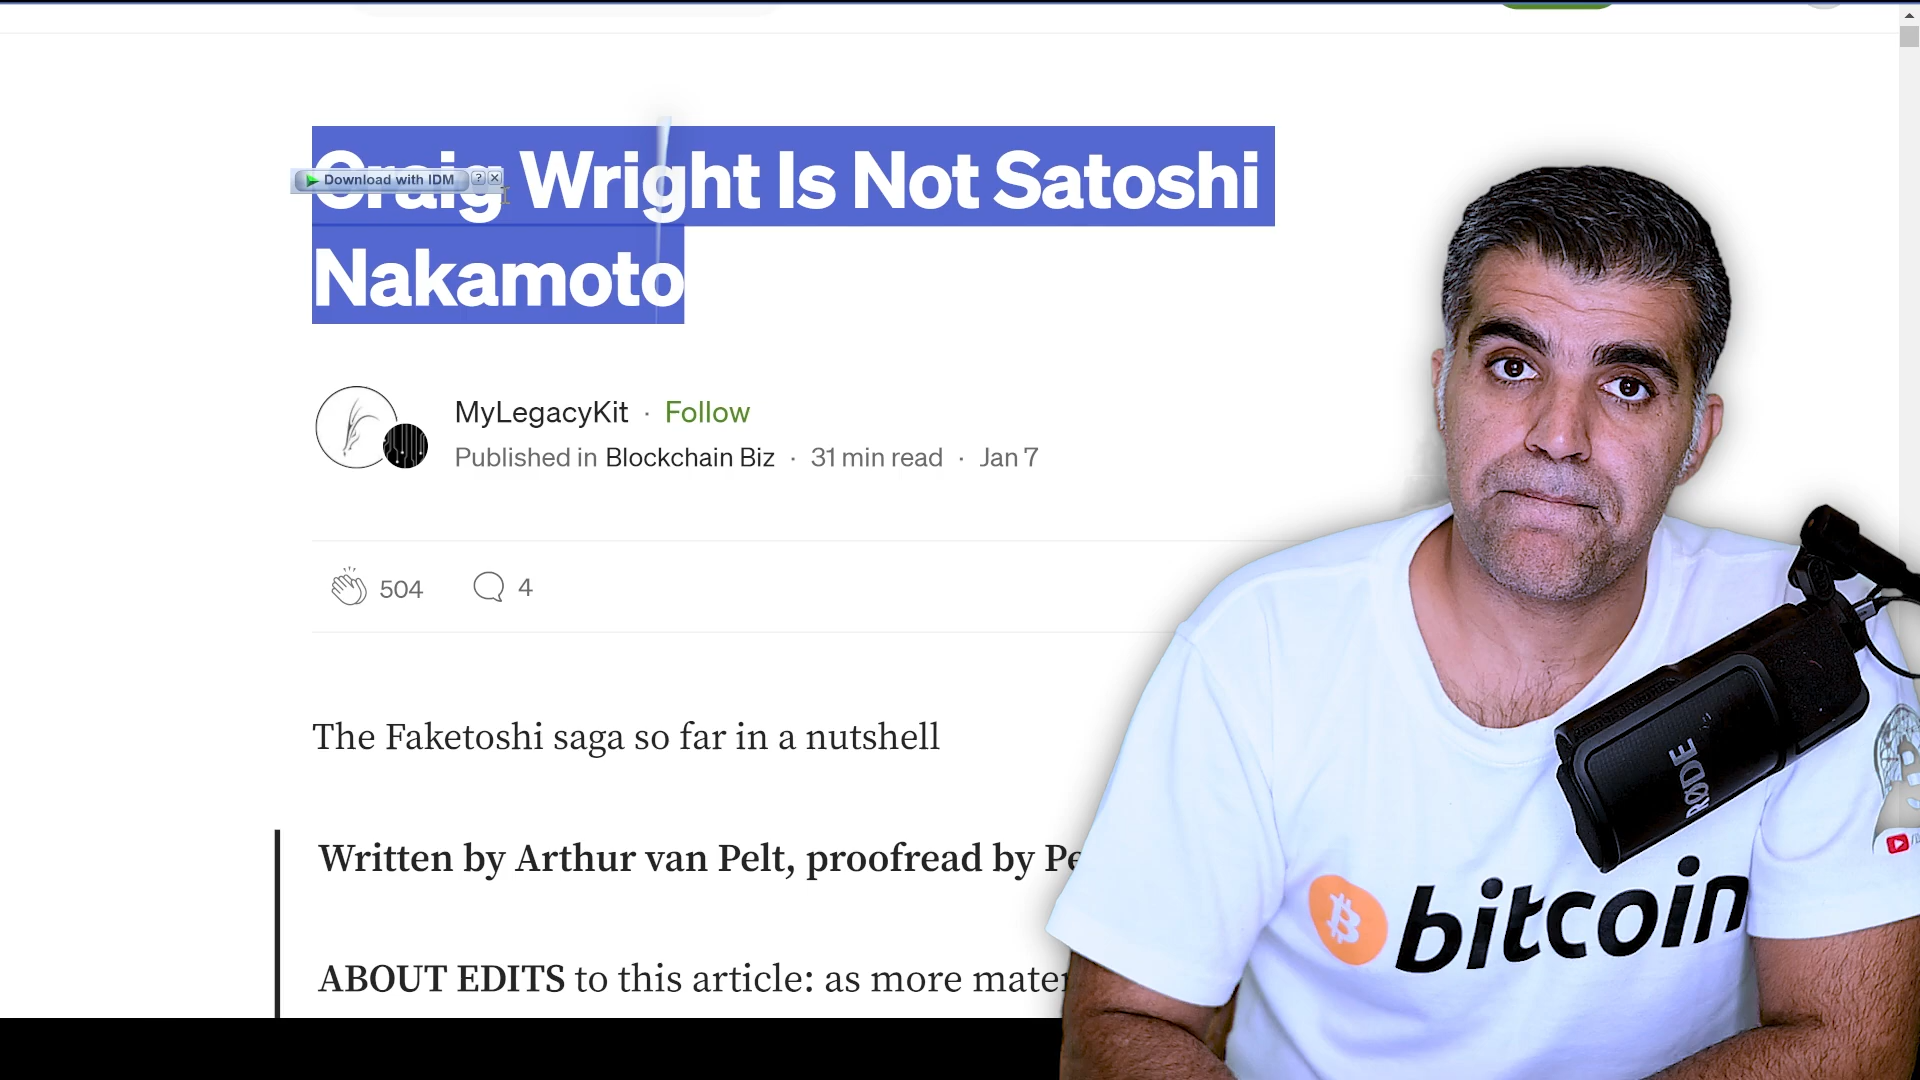 Craig Wright Is Not Satoshi
Nakamoto
Download with IDM ? ×
MyLegacyKit · Follow
Published in Blockchain Biz · 31 min read · Jan 7
504 4
The Faketoshi saga so far in a nutshell
Written by Arthur van Pelt, proofread by
ABOUT EDITS to this article: as more
RØDE
bitcoin